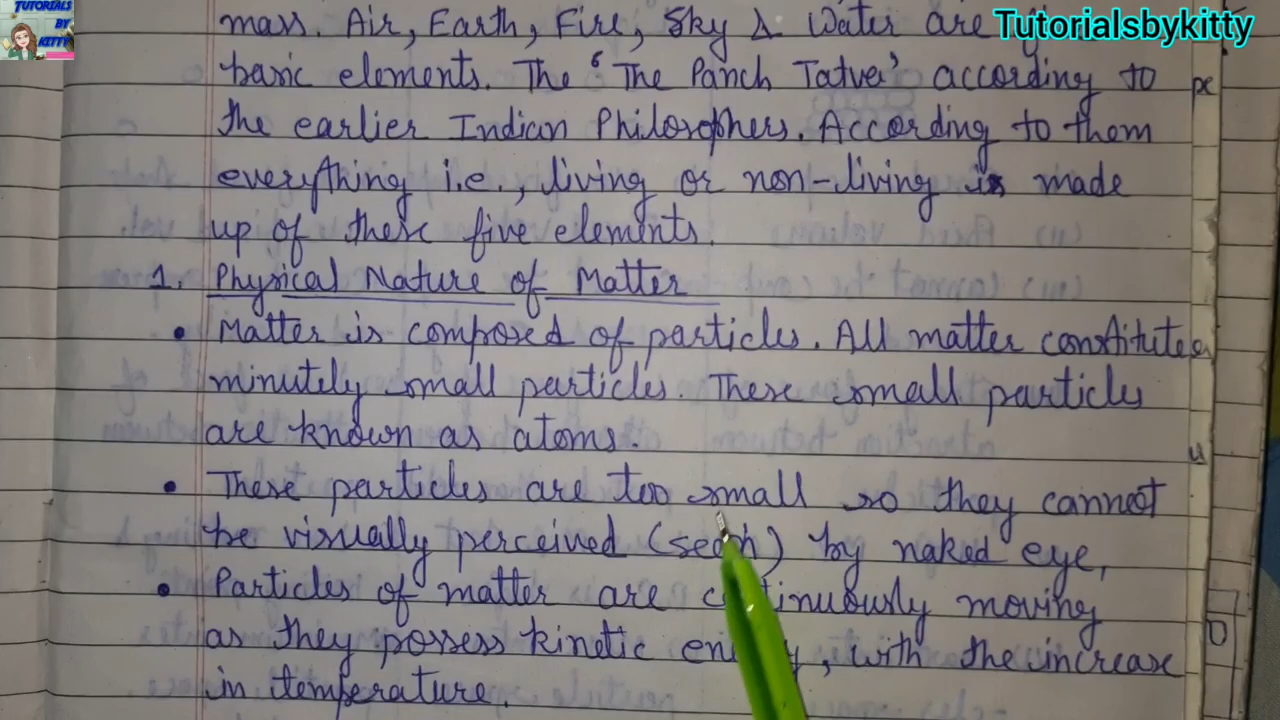 TUTORIALS
BY
KITTY
Tutorialsbykitty
mass. Air, Earth, Fire, Sky & Water are
basic elements. The ‘The Panch Tatva’ according to
the earlier Indian Philosophers. According to them
everything i.e., living or non-living is made
up of these five elements.
1. Physical Nature of Matter
• Matter is composed of particles. All matter constitutes
minutely small particles. These small particles
are known as atoms.
• These particles are too small so they cannot
be visually perceived (seen) by naked eye,
• Particles of matter are continuously moving
as they possess kinetic energy, with the increase
in temperature.